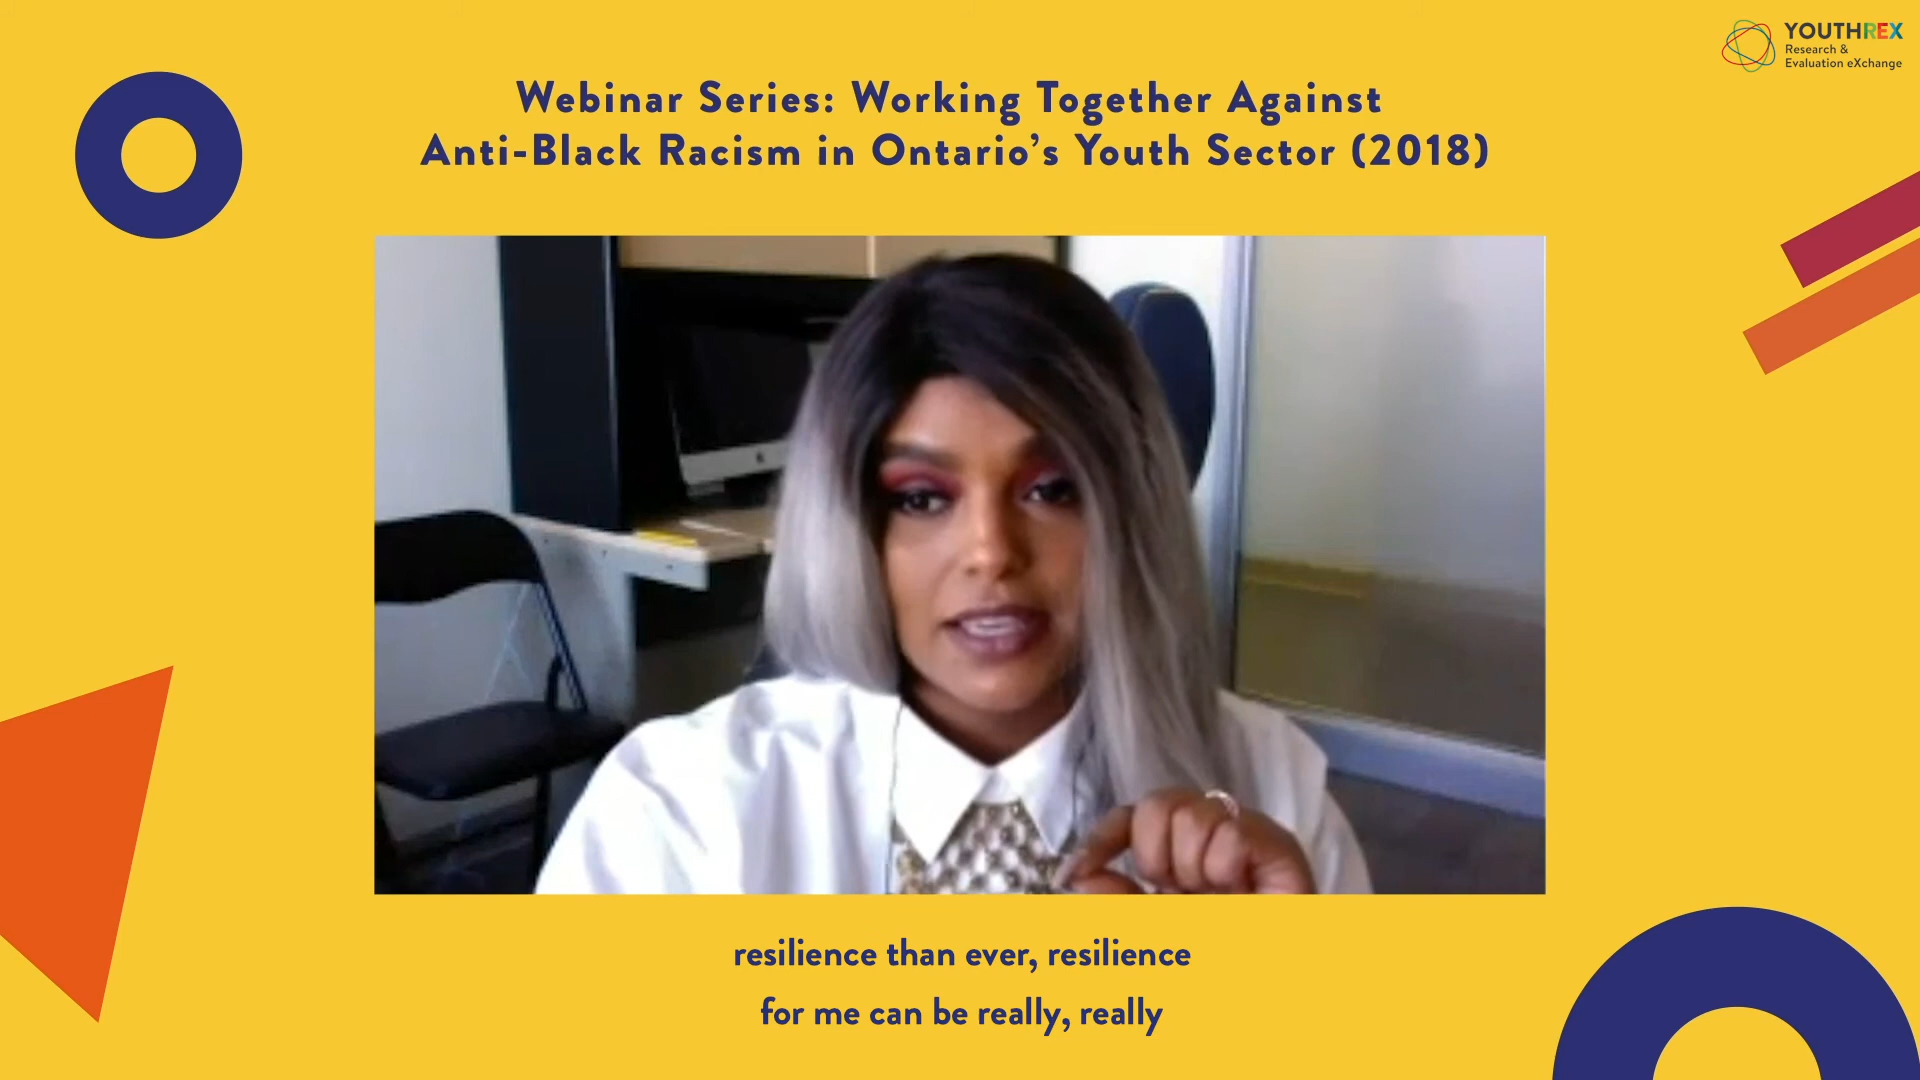 YOUTHREX
Research &
Evaluation eXchange
Webinar Series: Working Together Against
Anti-Black Racism in Ontario’s Youth Sector (2018)
resilience than ever, resilience
for me can be really, really